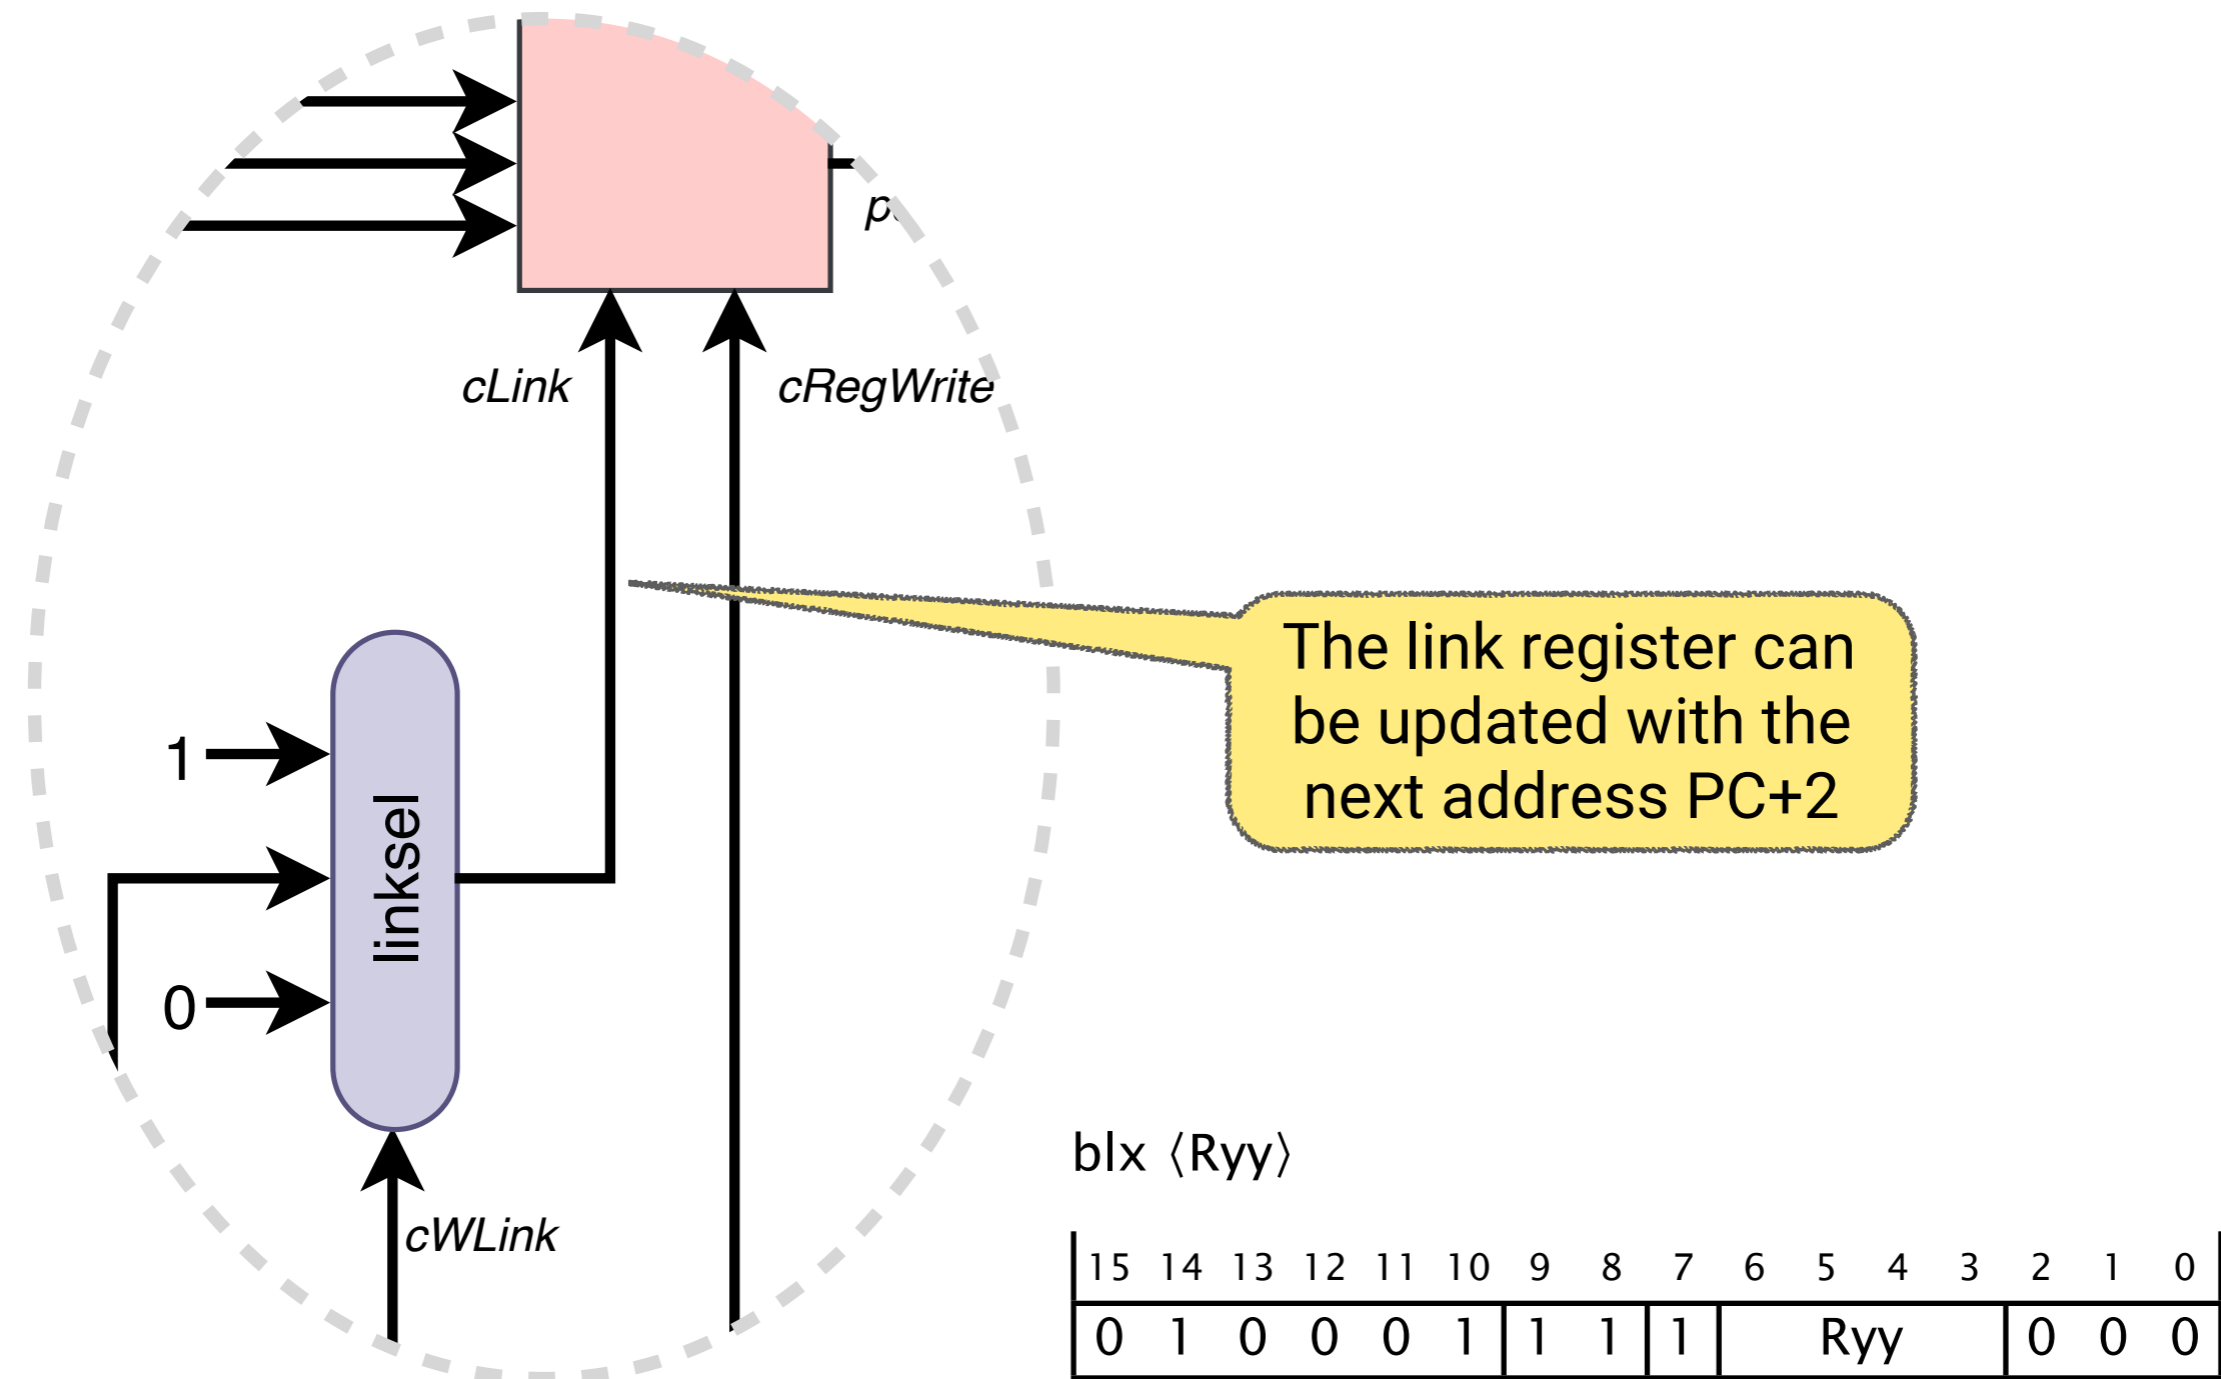 cLink
cRegWrite
The link register can
be updated with the
next address PC+2
1
linksel
0
cWLink
blx ⟨Ryy⟩
15 14 13 12 11 10 9 8 7 6 5 4 3 2 1 0
0 1 0 0 0 1 1 1 1 Ryy 0 0 0